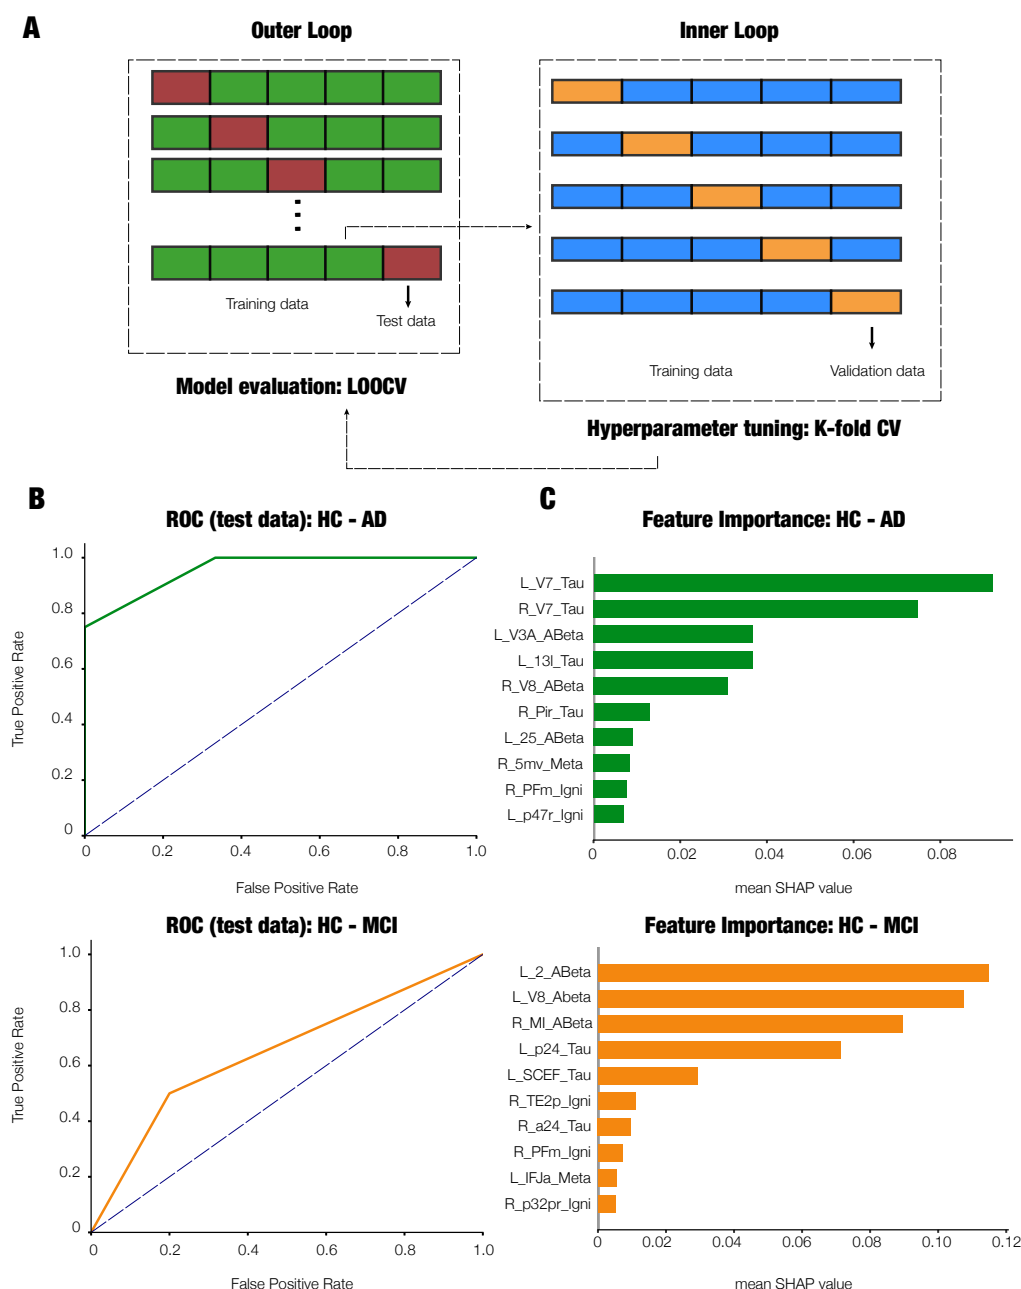 A
Outer Loop
Inner Loop
Training data
Test data
Training data
Validation data
Model evaluation: LOOCV
Hyperparameter tuning: K-fold CV
B
ROC (test data): HC - AD
1.0
0.8
0.6
0.4
0.2
0
0
0.2
0.4
0.6
0.8
1.0
True Positive Rate
False Positive Rate
C
Feature Importance: HC - AD
L_V7_Tau
R_V7_Tau
L_V3A_ABeta
L_13l_Tau
R_V8_ABeta
R_Pir_Tau
L_25_ABeta
R_5mv_Meta
R_PFm_Igni
L_p47r_Igni
0
0.02
0.04
0.06
0.08
mean SHAP value
ROC (test data): HC - MCI
1.0
0.8
0.6
0.4
0.2
0
0
0.2
0.4
0.6
0.8
1.0
True Positive Rate
False Positive Rate
Feature Importance: HC - MCI
L_2_ABeta
L_V8_Abeta
R_MI_ABeta
L_p24_Tau
L_SCEF_Tau
R_TE2p_Igni
R_a24_Tau
R_PFm_Igni
L_IFJa_Meta
R_p32pr_Igni
0
0.02
0.04
0.06
0.08
0.10
0.12
mean SHAP value